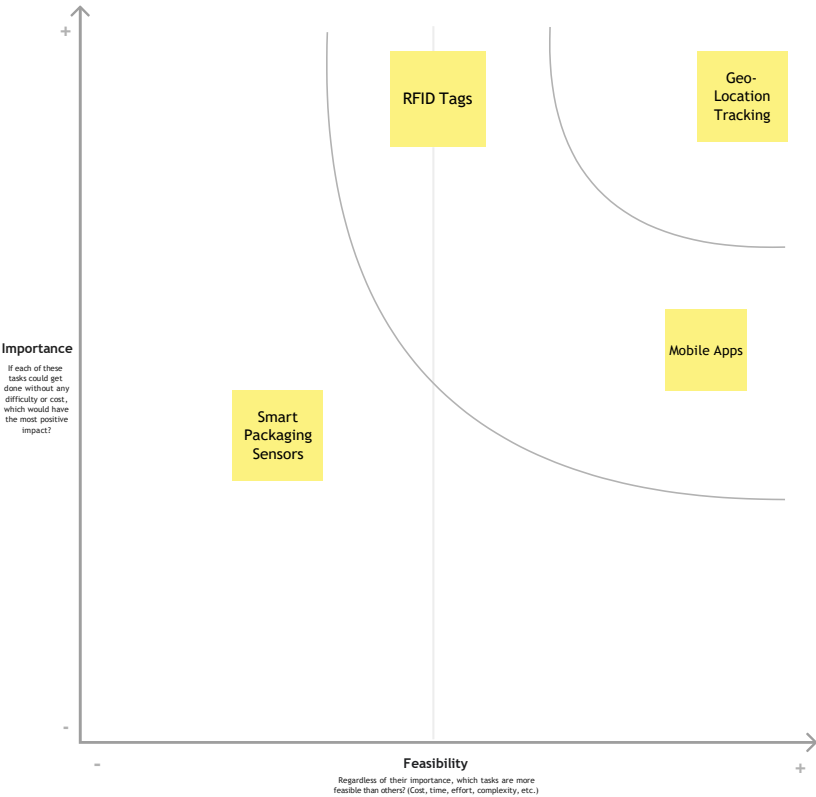 +
RFID Tags
Geo-
Location
Tracking
Mobile Apps
Importance
If each of these
tasks could get
done without any
difficulty or cost,
which would have
the most positive
impact?
Smart
Packaging
Sensors
-
-
Feasibility
+
Regardless of their importance, which tasks are more
feasible than others? (Cost, time, effort, complexity, etc.)